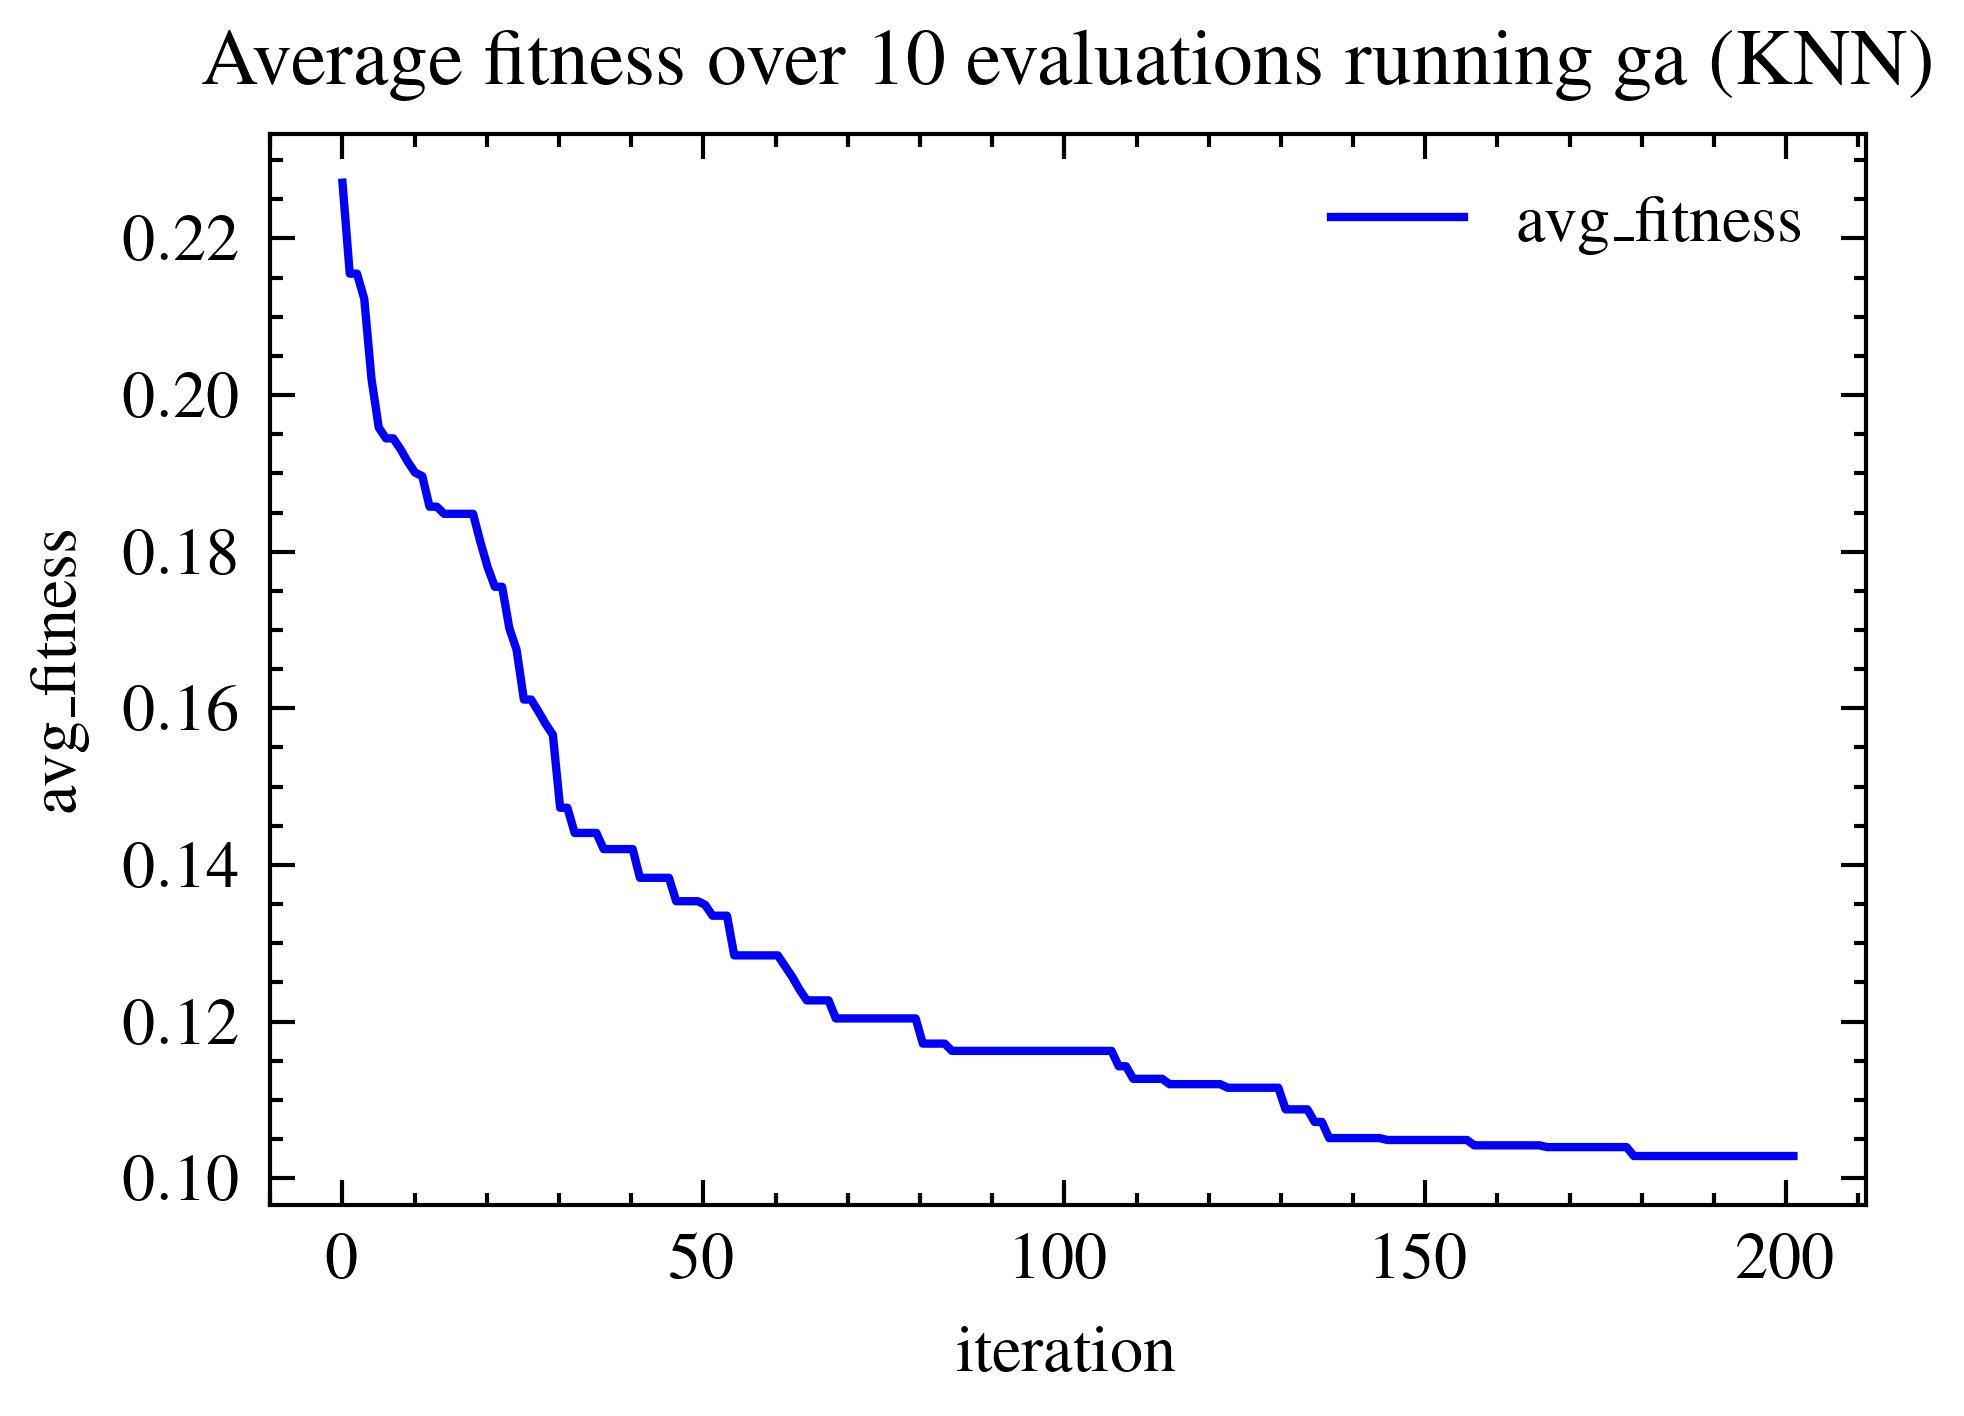 Average fitness over 10 evaluations running ga (KNN)
avg_fitness
0.22
0.20
0.18
0.16
0.14
0.12
0.10
avg_fitness
0 50 100 150 200
iteration